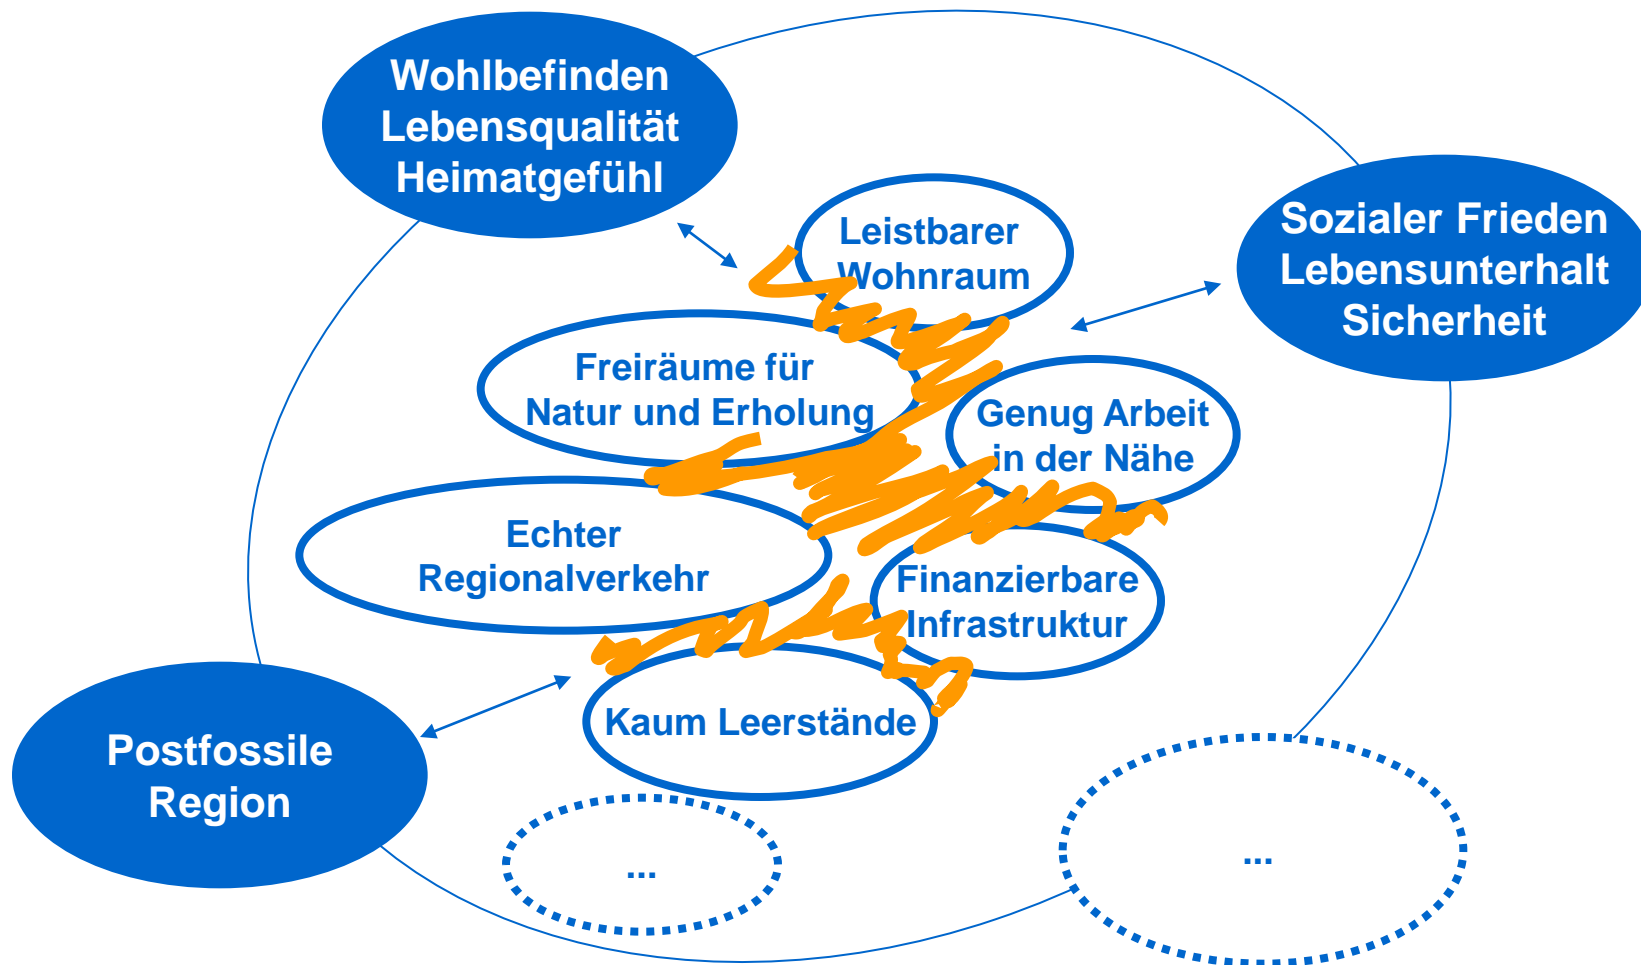 Wohlbefinden
Lebensqualität
Heimatgefühl
Sozialer Frieden
Lebensunterhalt
Sicherheit
Leistbarer
Wohnraum
Freiräume für
Natur und Erholung
Genug Arbeit
in der Nähe
Echter
Regionalverkehr
Finanzierbare
Infrastruktur
Kaum Leerstände
Postfossile
Region
...
...